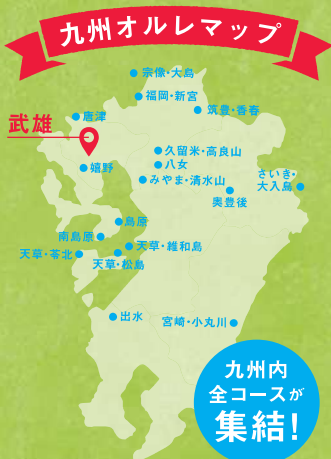 九州オルレマップ
宗像・大島
福岡・新宮
筑豊・香春
唐津
武雄
久留米・高良山
八女
嬉野
みやま・清水山
さいき・
大入島
奥豊後
島原
南島原
天草・維和島
天草・苓北
天草・松島
出水
宮崎・小丸川
九州内
全コースが
集結!